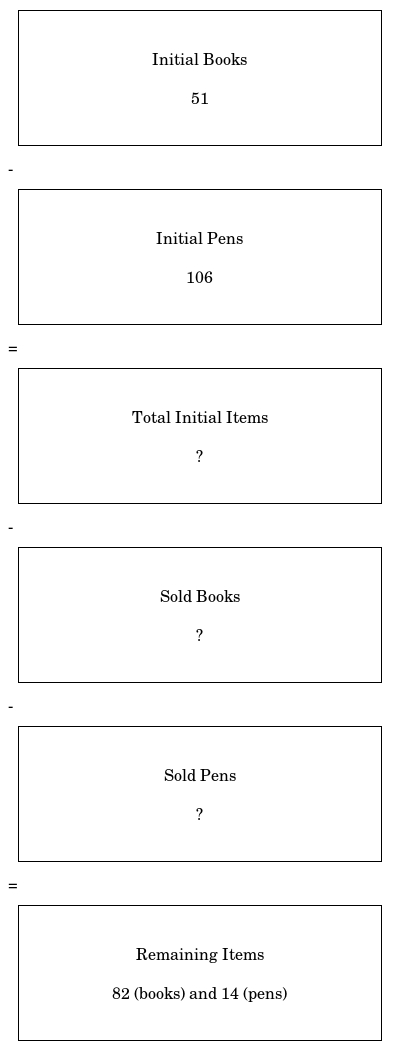 Initial Books
51
-
Initial Pens
106
=
Total Initial Items
?
-
Sold Books
?
-
Sold Pens
?
=
Remaining Items
82 (books) and 14 (pens)